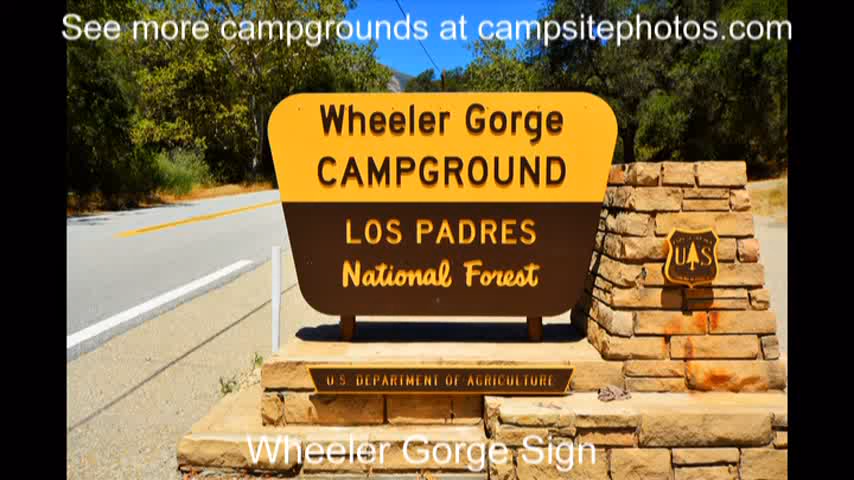 See more campgrounds at campsitephotos.com
Wheeler Gorge
CAMPGROUND
LOS PADRES
National Forest
U S
U.S. DEPARTMENT OF AGRICULTURE
Wheeler Gorge Sign